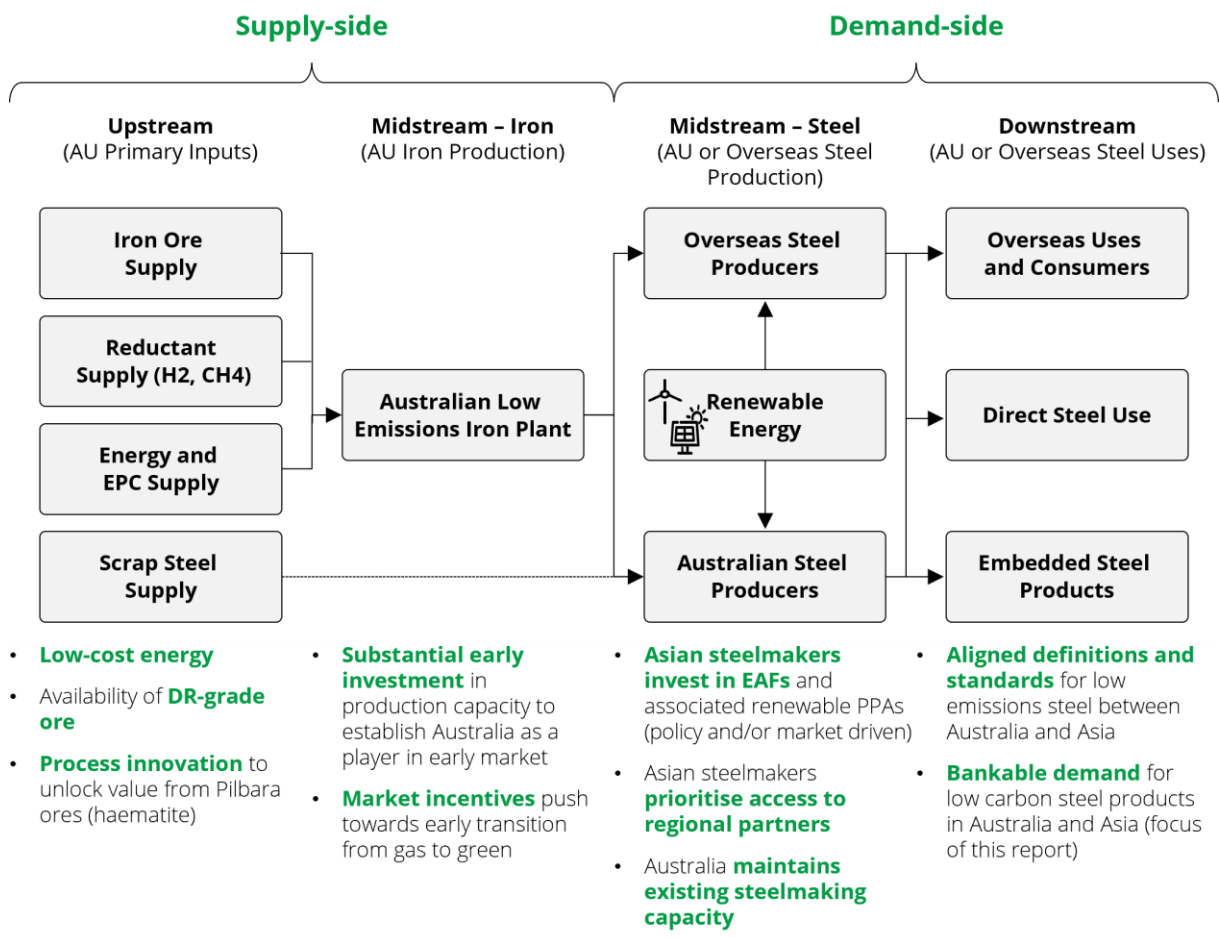 Supply-side
Demand-side
Upstream
(AU Primary Inputs)
Midstream – Iron
(AU Iron Production)
Midstream – Steel
(AU or Overseas Steel
Production)
Downstream
(AU or Overseas Steel Uses)
Iron Ore
Supply
Reductant
Supply (H2, CH4)
Energy and
EPC Supply
Scrap Steel
Supply
Australian Low
Emissions Iron Plant
Overseas Steel
Producers
Renewable
Energy
Australian Steel
Producers
Overseas Uses
and Consumers
Direct Steel Use
Embedded Steel
Products
• Low-cost energy
• Availability of DR-grade
ore
• Process innovation to
unlock value from Pilbara
ores (haematite)
• Substantial early
investment in
production capacity to
establish Australia as a
player in early market
• Market incentives push
towards early transition
from gas to green
• Asian steelmakers
invest in EAFs and
associated renewable PPAs
(policy and/or market driven)
• Asian steelmakers
prioritise access to
regional partners
• Australia maintains
existing steelmaking
capacity
• Aligned definitions and
standards for low
emissions steel between
Australia and Asia
• Bankable demand for
low carbon steel products
in Australia and Asia (focus
of this report)